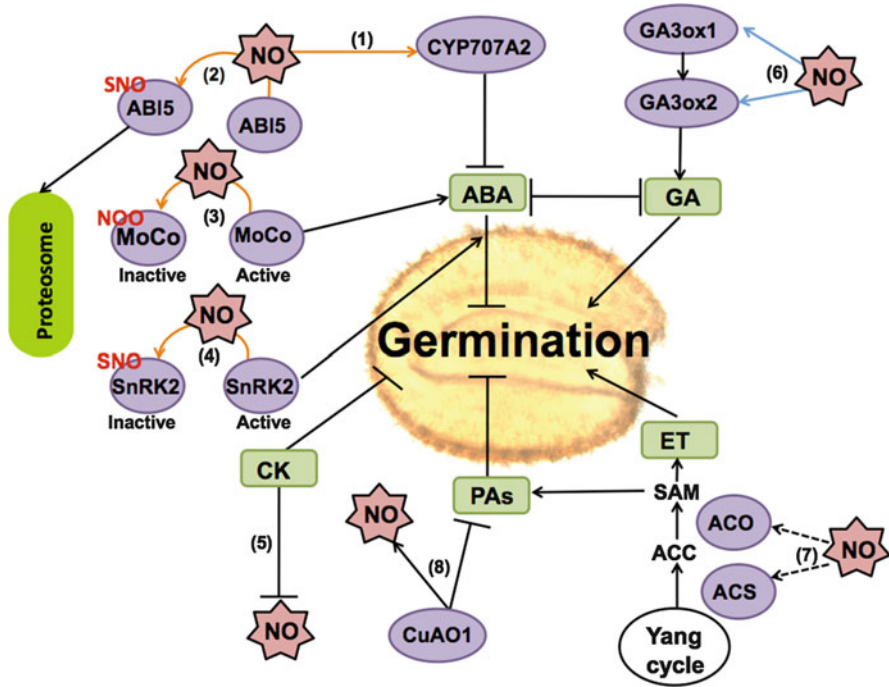 (1)
NO
CYP707A2
GA3ox1
(2)
SNO
ABI5
ABI5
(6)
NO
GA3ox2
NO
NOO
MoCo
(3)
MoCo
Inactive
Active
ABA
GA
Proteosome
NO
SNO
(4)
SnRK2
SnRK2
Inactive
Active
Germination
CK
ET
PAs
SAM
NO
(5)
(8)
ACC
ACO
(7)
NO
ACS
NO
CuAO1
Yang
cycle